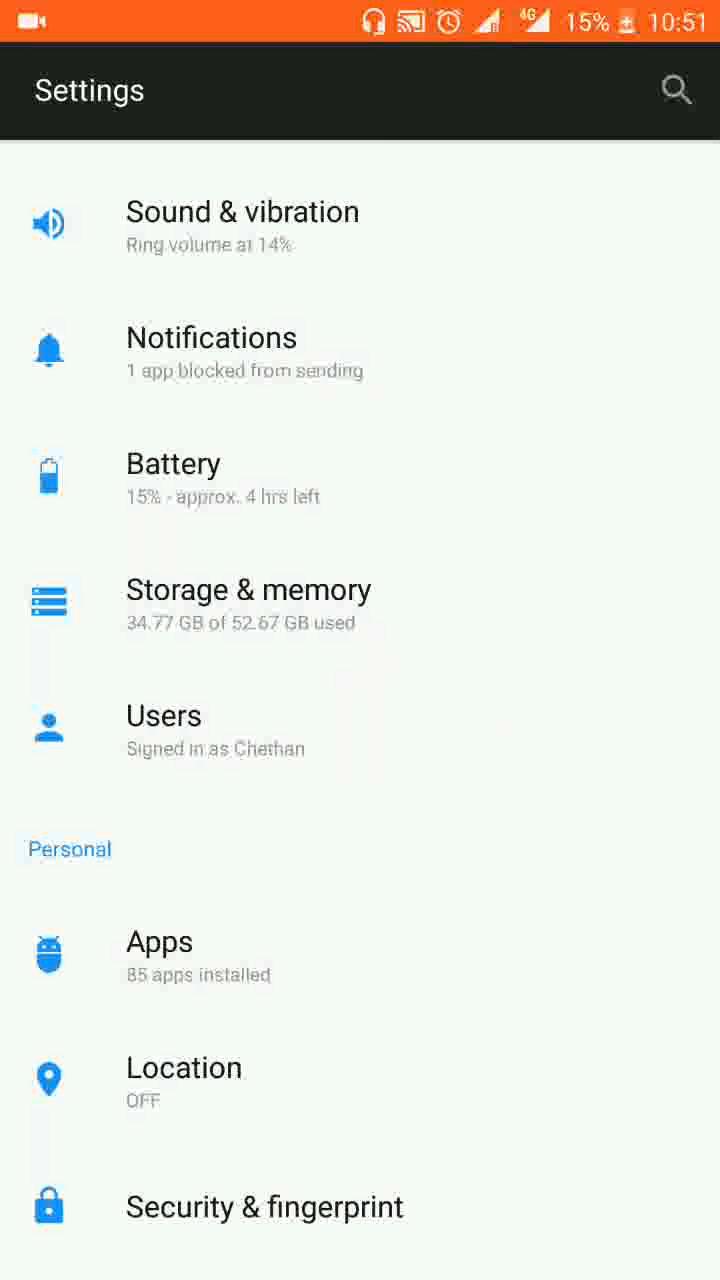 4G 15% 10:51
Settings
Sound & vibration
Ring volume at 14%
Notifications
1 app blocked from sending
Battery
15% - approx. 4 hrs left
Storage & memory
34.77 GB of 52.67 GB used
Users
Signed in as Chethan
Personal
Apps
85 apps installed
Location
OFF
Security & fingerprint